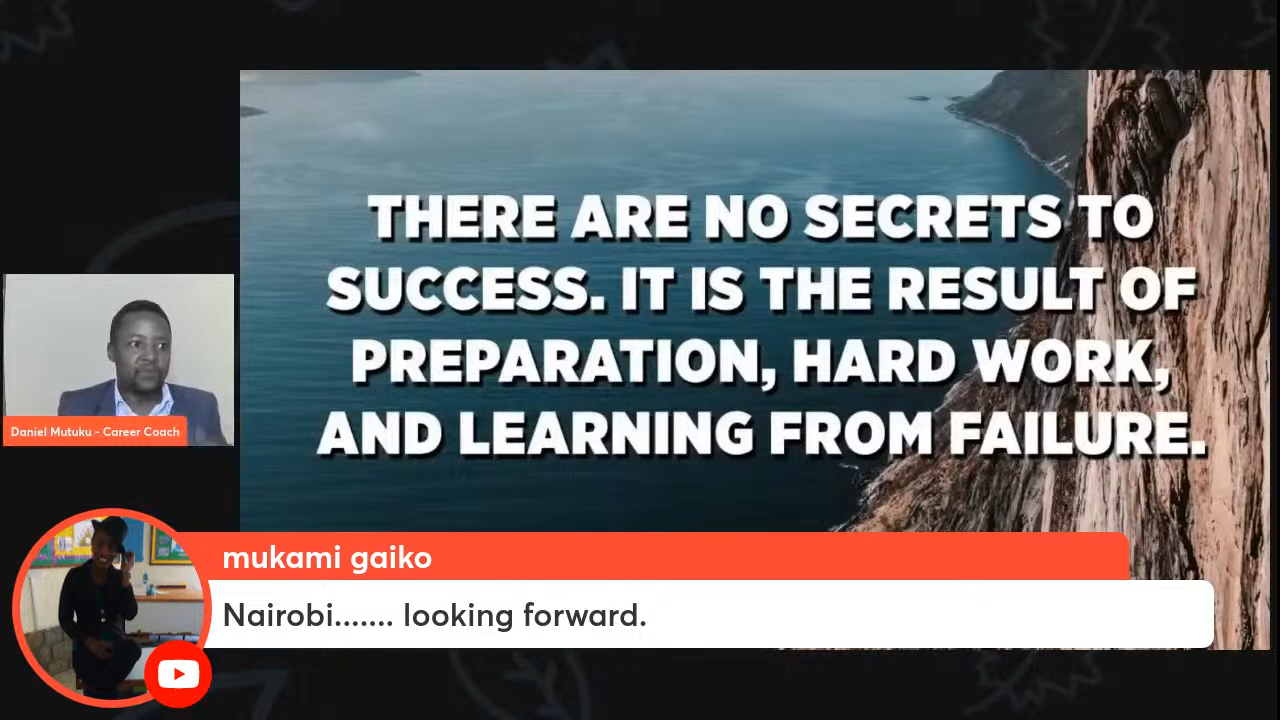 THERE ARE NO SECRETS TO
SUCCESS. IT IS THE RESULT OF
PREPARATION, HARD WORK,
AND LEARNING FROM FAILURE.
Daniel Mutuku - Career Coach
mukami gaiko
Nairobi....... looking forward.